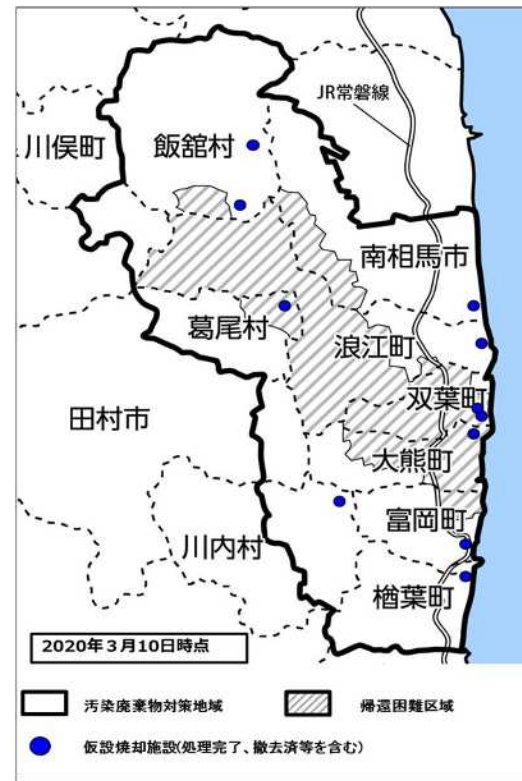 JR常磐線
川俣町
飯舘村
南相馬市
葛尾村
浪江町
双葉町
田村市
大熊町
富岡町
川内村
楢葉町
2020年3月10日時点
汚染廃棄物対策地域
帰還困難区域
仮設焼却施設(処理完了、撤去済等を含む)